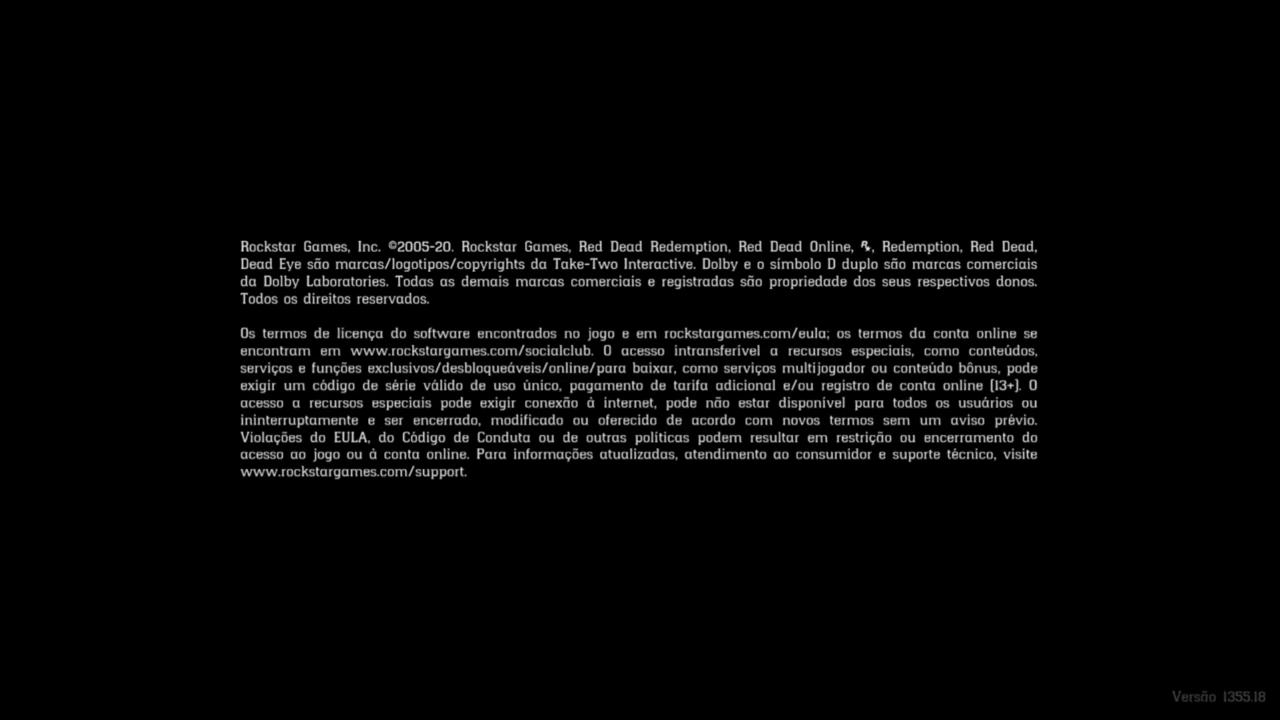 Rockstar Games, Inc. ©2005-20. Rockstar Games, Red Dead Redemption, Red Dead Online, R*, Redemption, Red Dead,
Dead Eye são marcas/logotipos/copyrights da Take-Two Interactive. Dolby e o símbolo D duplo são marcas comerciais
da Dolby Laboratories. Todas as demais marcas comerciais e registradas são propriedade dos seus respectivos donos.
Todos os direitos reservados.
Os termos de licença do software encontrados no jogo e em rockstargames.com/eula; os termos da conta online se
encontram em www.rockstargames.com/socialclub. O acesso intransferível a recursos especiais, como conteúdos,
serviços e funções exclusivos/desbloqueáveis/online/para baixar, como serviços multijogador ou conteúdo bônus, pode
exigir um código de série válido de uso único, pagamento de tarifa adicional e/ou registro de conta online (13+). O
acesso a recursos especiais pode exigir conexão à internet, pode não estar disponível para todos os usuários ou
ininterruptamente e ser encerrado, modificado ou oferecido de acordo com novos termos sem um aviso prévio.
Violações do EULA, do Código de Conduta ou de outras políticas podem resultar em restrição ou encerramento do
acesso ao jogo ou à conta online. Para informações atualizadas, atendimento ao consumidor e suporte técnico, visite
www.rockstargames.com/support.
Versão 1355.18